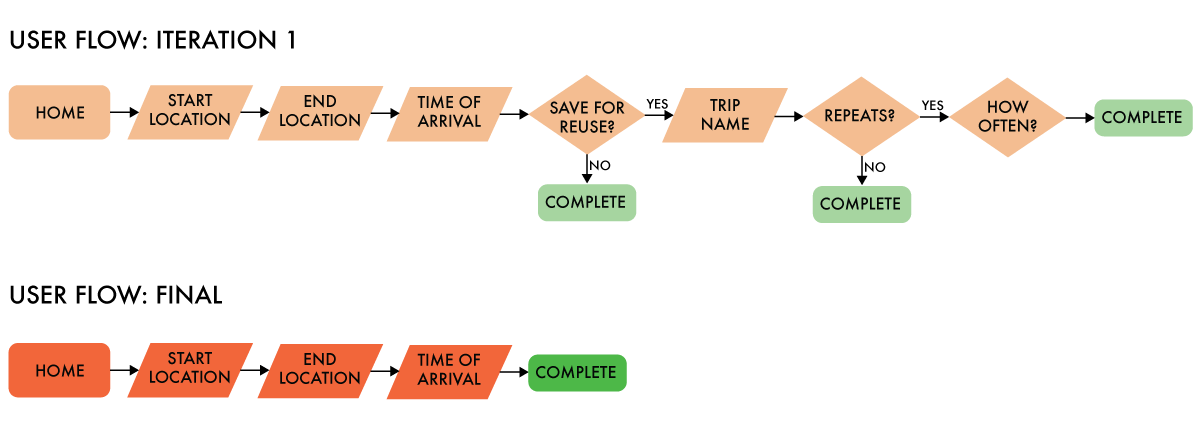 USER FLOW: ITERATION 1
HOME
START
LOCATION
END
LOCATION
TIME OF
ARRIVAL
SAVE FOR
REUSE?
YES
NO
COMPLETE
TRIP
NAME
REPEATS?
YES
NO
COMPLETE
HOW
OFTEN?
COMPLETE
USER FLOW: FINAL
HOME
START
LOCATION
END
LOCATION
TIME OF
ARRIVAL
COMPLETE